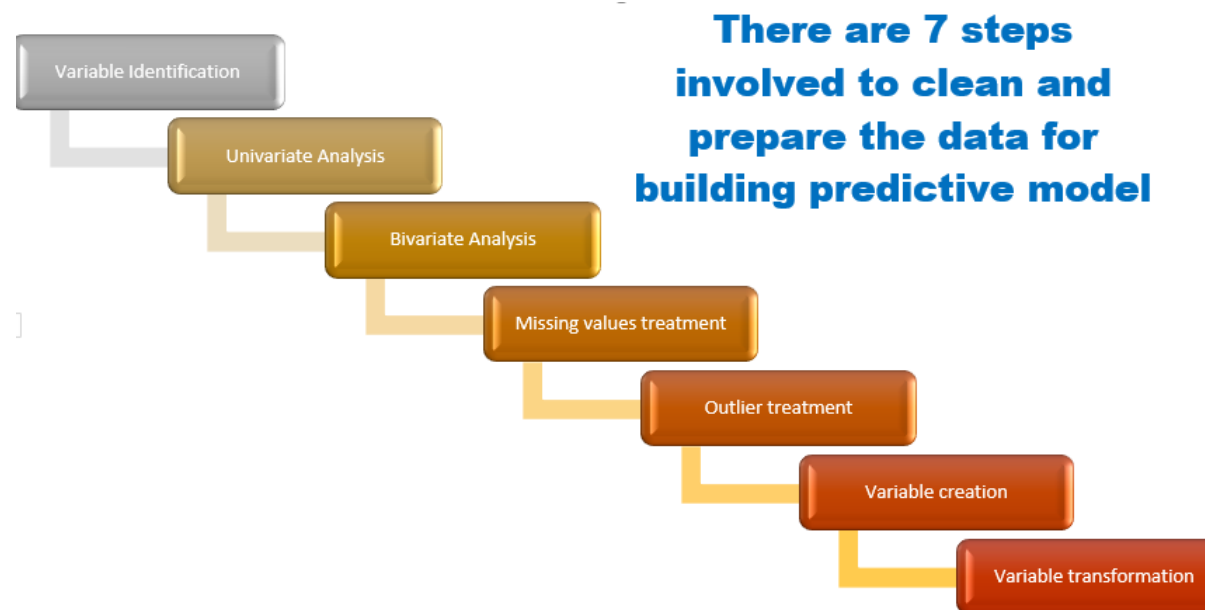 There are 7 steps
involved to clean and
prepare the data for
building predictive model
Variable Identification
Univariate Analysis
Bivariate Analysis
Missing values treatment
Outlier treatment
Variable creation
Variable transformation